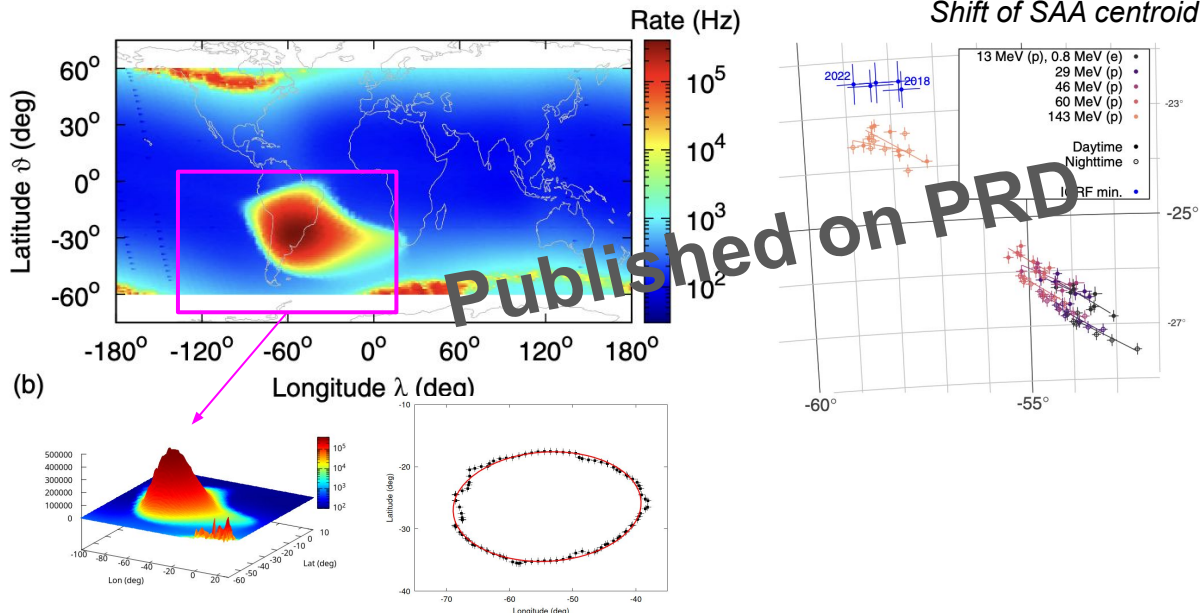 Shift of SAA centroid
Rate (Hz)
Latitude ϑ (deg)
60°
30°
0°
-30°
-60°
10⁵
10⁴
10³
10²
-180° -120° -60° 0° 60° 120° 180°
Longitude λ (deg)
13 MeV (p), 0.8 MeV (e)
29 MeV (p)
46 MeV (p)
60 MeV (p)
143 MeV (p)
Daytime
Nighttime
IGRF min.
2022
2018
-23°
-25°
-27°
-60°
-55°
Published on PRD
(b)
500000
400000
300000
200000
100000
0
-100 -80 -60 -40 -20 0 20
Lon (deg)
-60 -50 -40 -30 -20 -10 0 10
Lat (deg)
10⁵
10⁴
10³
10²
-10
-20
-30
-40
Latitude (deg)
-70 -60 -50 -40
Longitude (deg)